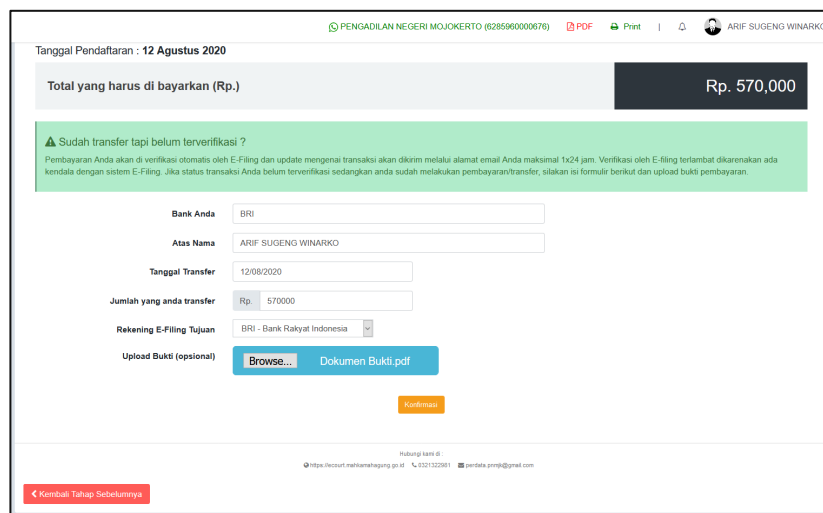 PENGADILAN NEGERI MOJOKERTO (6285960000676) PDF Print | ARIF SUGENG WINARKO
Tanggal Pendaftaran : 12 Agustus 2020
Total yang harus di bayarkan (Rp.) Rp. 570,000
Sudah transfer tapi belum terverifikasi ?
Pembayaran Anda akan di verifikasi otomatis oleh E-Filing dan update mengenai transaksi akan dikirim melalui alamat email Anda maksimal 1x24 jam. Verifikasi oleh E-filing terlambat dikarenakan ada
kendala dengan sistem E-Filing. Jika status transaksi Anda belum terverifikasi sedangkan anda sudah melakukan pembayaran/transfer, silakan isi formulir berikut dan upload bukti pembayaran.
Bank Anda BRI
Atas Nama ARIF SUGENG WINARKO
Tanggal Transfer 12/08/2020
Jumlah yang anda transfer Rp. 570000
Rekening E-Filing Tujuan BRI - Bank Rakyat Indonesia
Upload Bukti (opsional) Browse... Dokumen Bukti.pdf
Konfirmasi
Hubungi kami di :
https://ecourt.mahkamahagung.go.id 0321322981 perdata.pnmjk@gmail.com
Kembali Tahap Sebelumnya